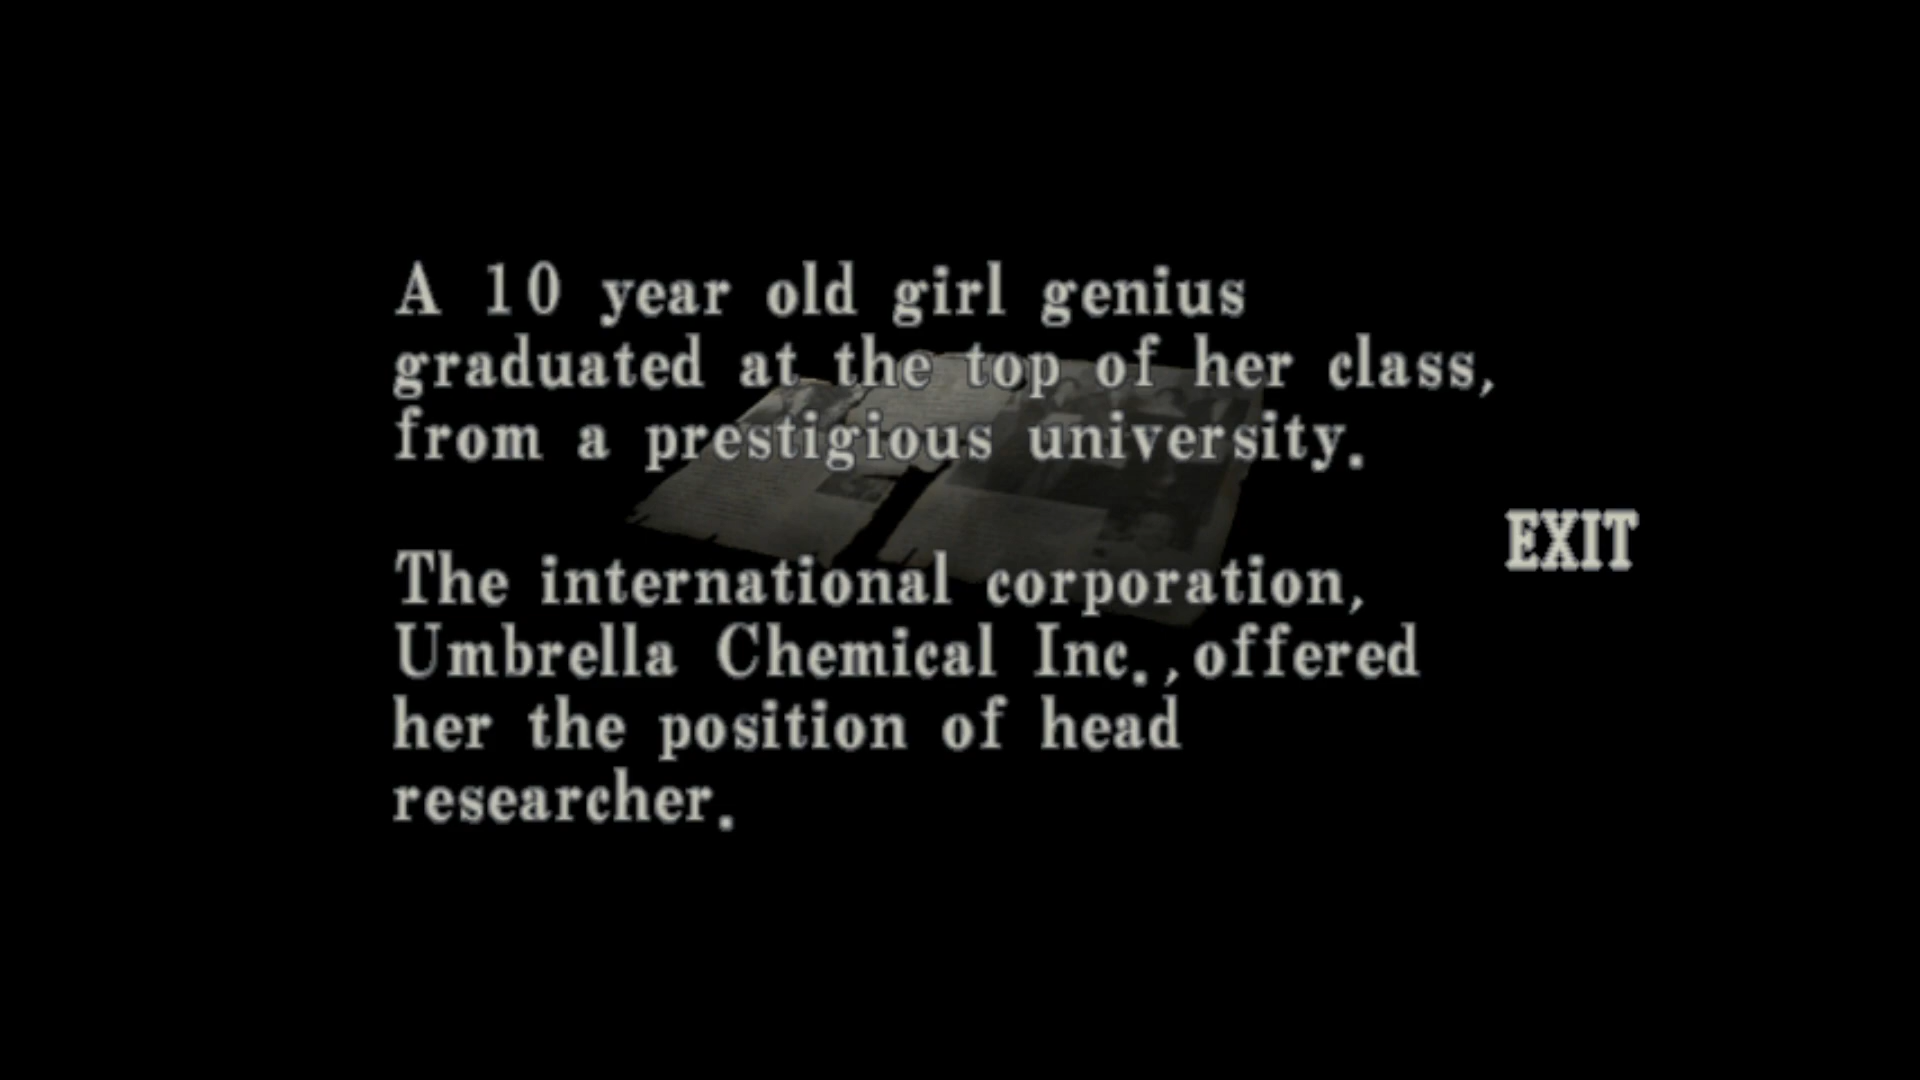 A 10 year old girl genius
graduated at the top of her class,
from a prestigious university.
The international corporation,
Umbrella Chemical Inc.,offered
her the position of head
researcher.
EXIT